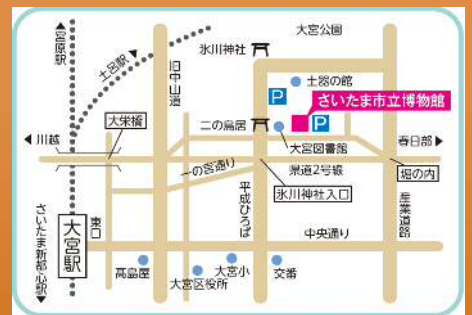 ▲宮原駅
土呂駅▼
旧中山道
氷川神社
大宮公園
土器の館
P
さいたま市立博物館
◀川越
大栄橋
二の鳥居
P
大宮図書館
春日部▶
一の宮通り
県道2号線
堀の内
氷川神社入口
さいたま新都心駅▼
大宮駅
東口
平成ひろば
産業道路
中央通り
高島屋
大宮区役所
大宮小
交番